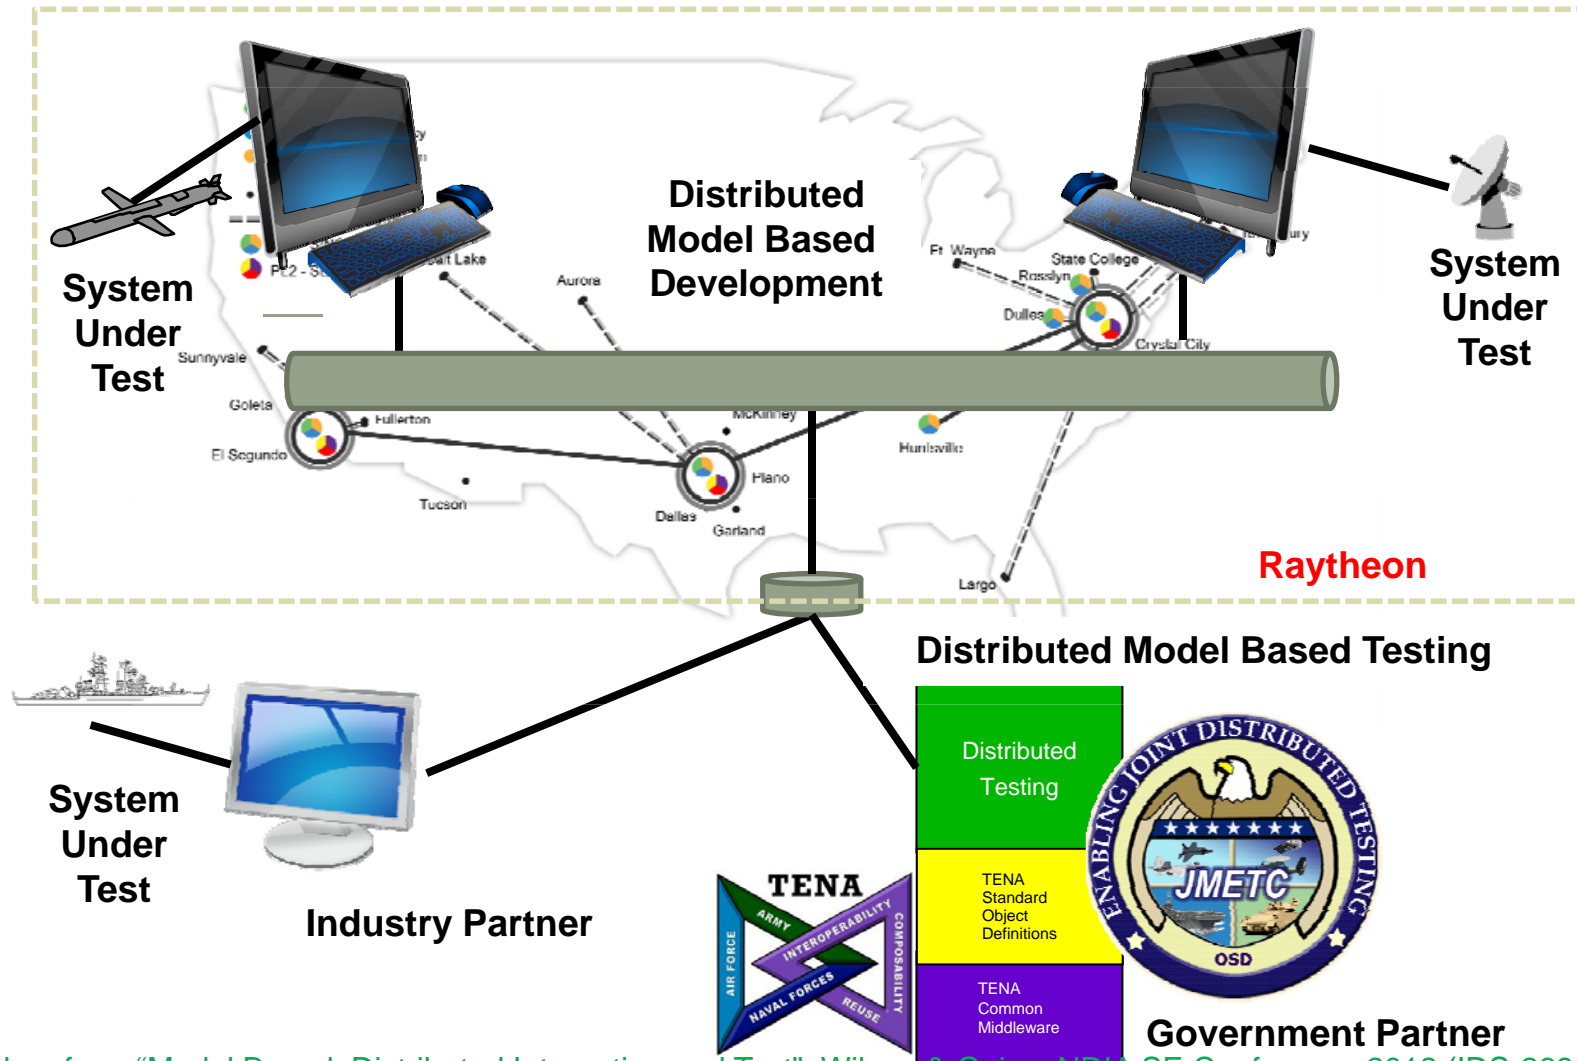 Distributed
Model Based
Development
System
Under
Test
System
Under
Test
Lake
Aurora
Ft. Wayne
State College
Rosslyn
Dulles
Crystal City
Sunnyvale
Goleta
Fullerton
El Segundo
McKinney
Huntsville
Tucson
Plano
Dallas
Garland
Largo
Raytheon
Distributed Model Based Testing
System
Under
Test
Industry Partner
Distributed
Testing
TENA
Standard
Object
Definitions
TENA
Common
Middleware
TENA
ARMY
AIR FORCE
NAVAL FORCES
INTEROPERABILITY
COMPOSABILITY
REUSE
ENABLING JOINT DISTRIBUTED TESTING
JMETC
OSD
Government Partner